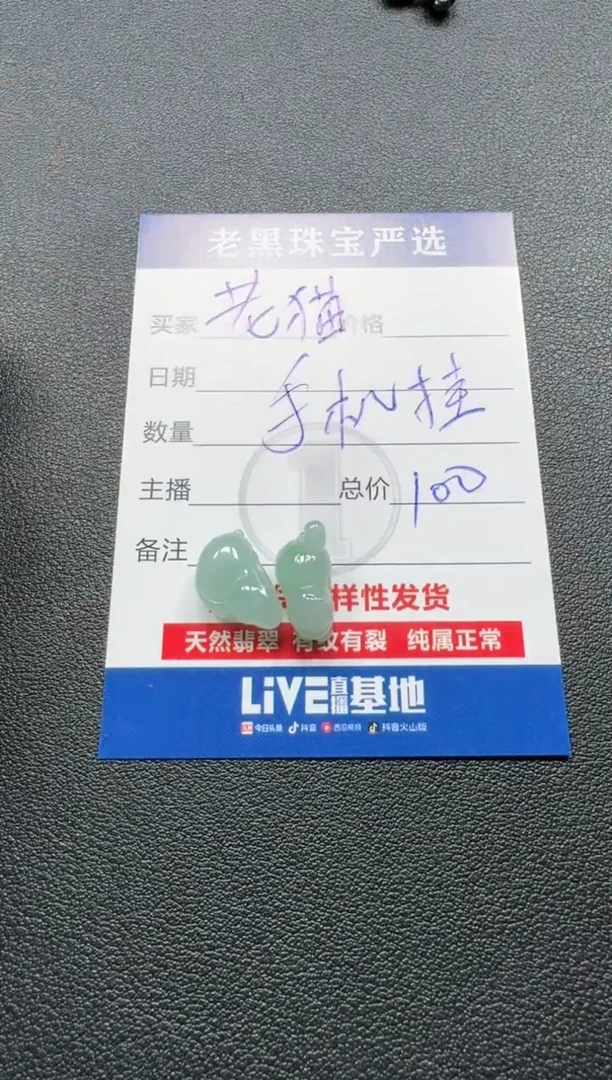 老黑珠宝严选
买家 老猫 价格
日期
手机挂
数量
主播 总价 100
备注
样性发货
天然翡翠 有纹有裂 纯属正常
LiVE直播基地
今日头条 抖音 西瓜视频 抖音火山版